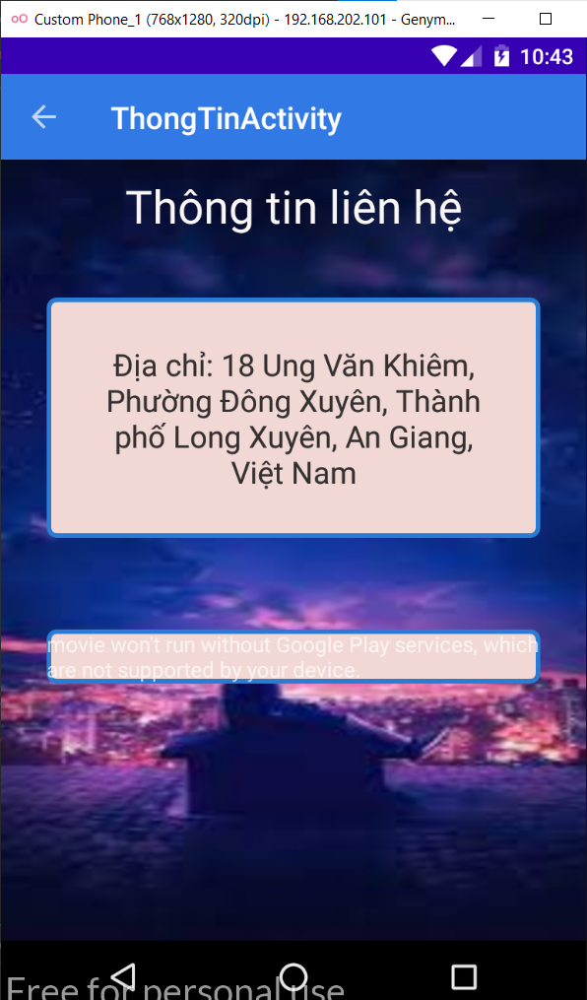 Custom Phone_1 (768x1280, 320dpi) - 192.168.202.101 - Genym...
10:43
ThongTinActivity
Thông tin liên hệ
Địa chỉ: 18 Ung Văn Khiêm,
Phường Đông Xuyên, Thành
phố Long Xuyên, An Giang,
Việt Nam
movie won't run without Google Play services, which
are not supported by your device.
Free for personal use